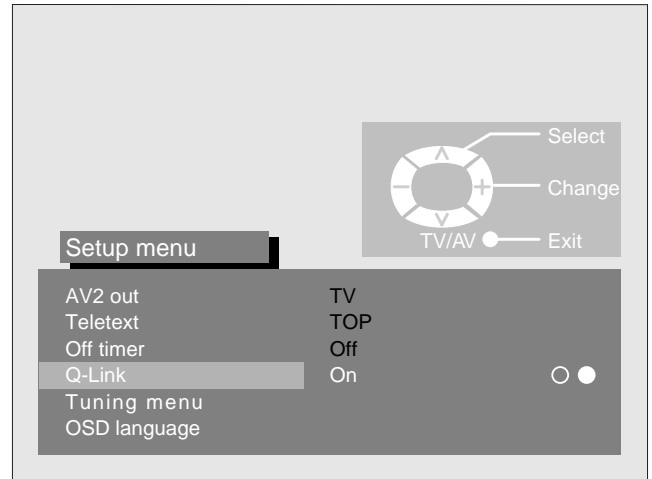 Select
Change
TV/AV Exit
Setup menu
AV2 out TV
Teletext TOP
Off timer Off
Q-Link On
Tuning menu
OSD language